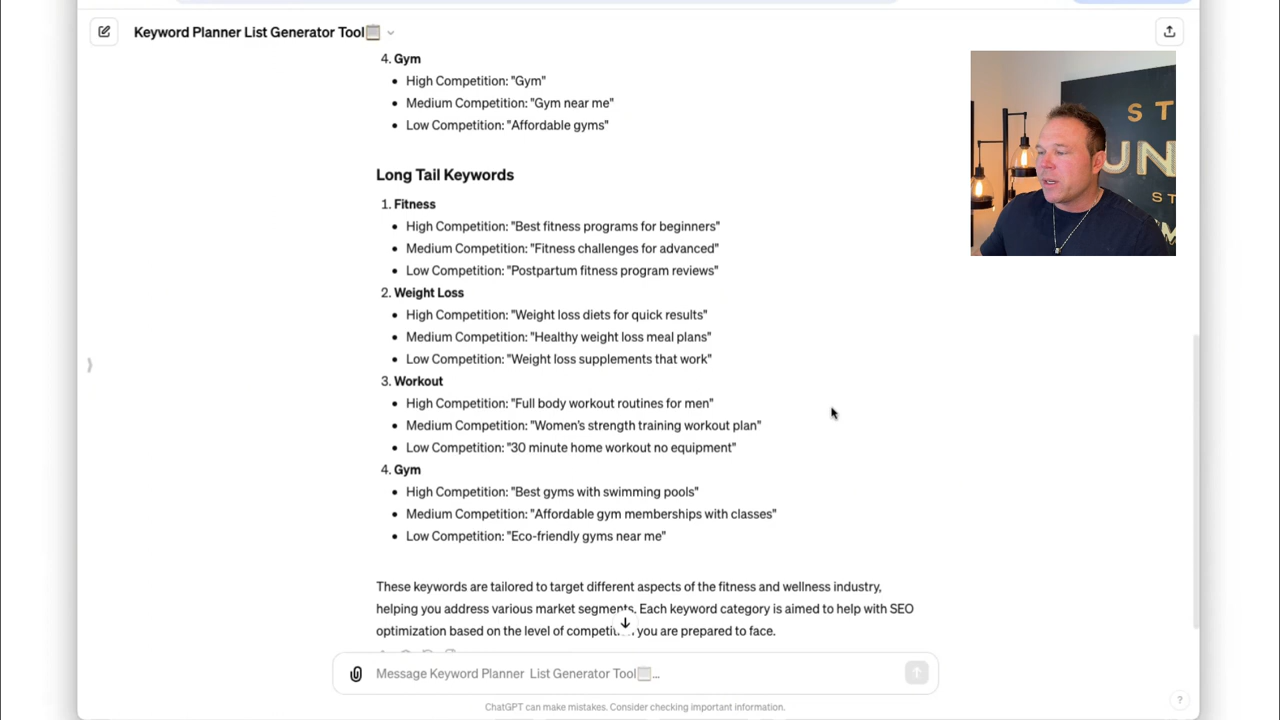 Keyword Planner List Generator Tool
4. Gym
High Competition: "Gym"
Medium Competition: "Gym near me"
Low Competition: "Affordable gyms"
Long Tail Keywords
1. Fitness
High Competition: "Best fitness programs for beginners"
Medium Competition: "Fitness challenges for advanced"
Low Competition: "Postpartum fitness program reviews"
2. Weight Loss
High Competition: "Weight loss diets for quick results"
Medium Competition: "Healthy weight loss meal plans"
Low Competition: "Weight loss supplements that work"
3. Workout
High Competition: "Full body workout routines for men"
Medium Competition: "Women's strength training workout plan"
Low Competition: "30 minute home workout no equipment"
4. Gym
High Competition: "Best gyms with swimming pools"
Medium Competition: "Affordable gym memberships with classes"
Low Competition: "Eco-friendly gyms near me"
These keywords are tailored to target different aspects of the fitness and wellness industry,
helping you address various market segments. Each keyword category is aimed to help with SEO
optimization based on the level of you are prepared to face.
Message Keyword Planner List Generator Tool...
ChatGPT can make mistakes. Consider checking important information.
?
ST
UN
ST